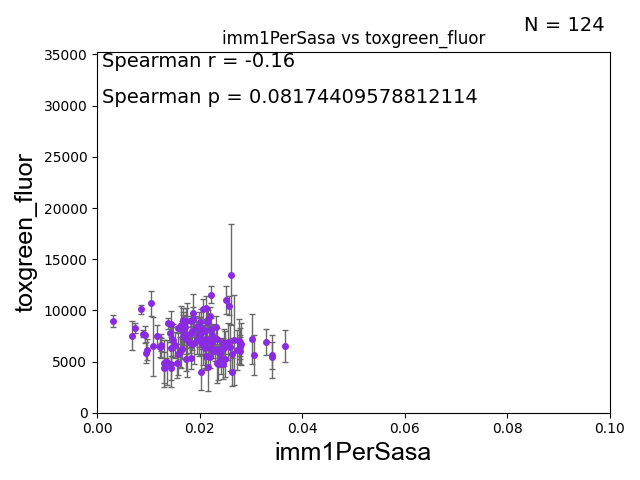 N = 124
imm1PerSasa vs toxgreen_fluor
Spearman r = -0.16
Spearman p = 0.08174409578812114
35000
30000
25000
20000
15000
10000
5000
0
toxgreen_fluor
0.00 0.02 0.04 0.06 0.08 0.10
imm1PerSasa